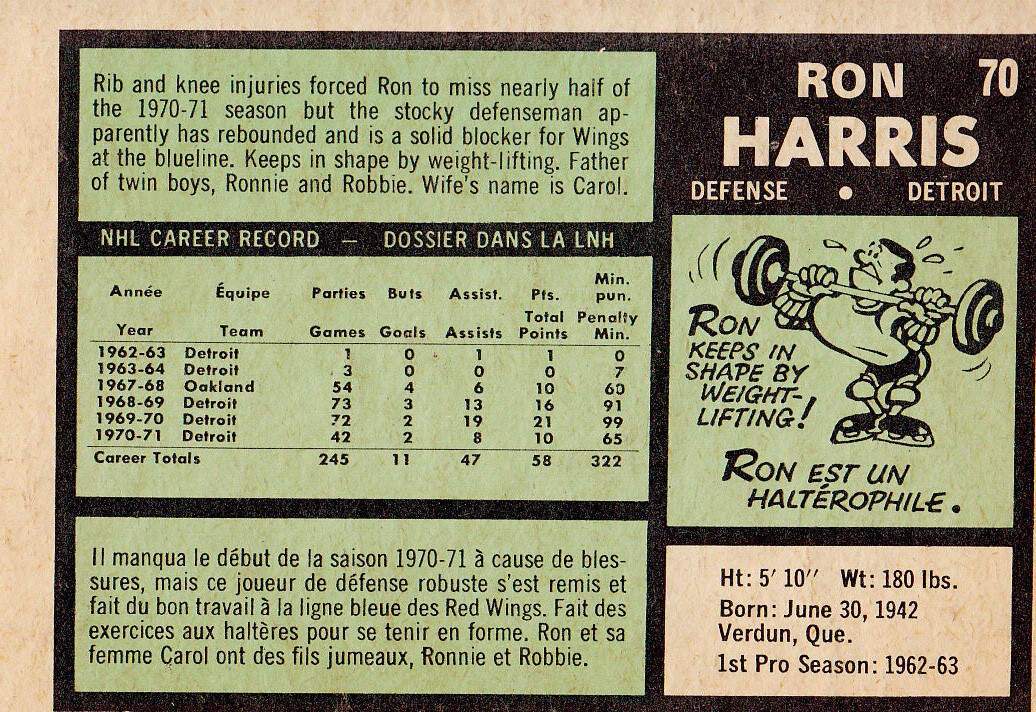 Rib and knee injuries forced Ron to miss nearly half of
the 1970-71 season but the stocky defenseman ap-
parently has rebounded and is a solid blocker for Wings
at the blueline. Keeps in shape by weight-lifting. Father
of twin boys, Ronnie and Robbie. Wife's name is Carol.
NHL CAREER RECORD — DOSSIER DANS LA LNH
Année Équipe Parties Buts Assist. Pts. Min. pun.
Year Team Games Goals Assists Total Points Penalty Min.
1962-63 Detroit 1 0 1 1 0
1963-64 Detroit 3 0 0 0 7
1967-68 Oakland 54 4 6 10 60
1968-69 Detroit 73 3 13 16 91
1969-70 Detroit 72 2 19 21 99
1970-71 Detroit 42 2 8 10 65
Career Totals 245 11 47 58 322
Il manqua le début de la saison 1970-71 à cause de bles-
sures, mais ce joueur de défense robuste s'est remis et
fait du bon travail à la ligne bleue des Red Wings. Fait des
exercices aux haltères pour se tenir en forme. Ron et sa
femme Carol ont des fils jumeaux, Ronnie et Robbie.
RON 70
HARRIS
DEFENSE • DETROIT
RON
KEEPS IN
SHAPE BY
WEIGHT-
LIFTING!
RON EST UN
HALTÉROPHILE.
Ht: 5' 10" Wt: 180 lbs.
Born: June 30, 1942
Verdun, Que.
1st Pro Season: 1962-63